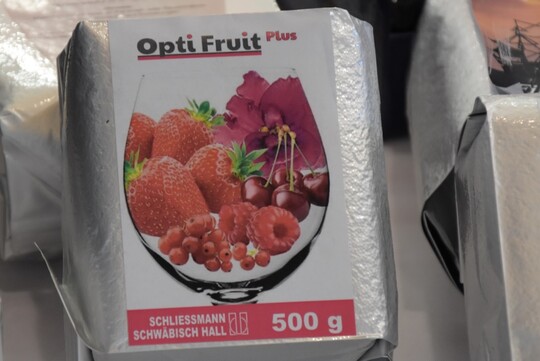 Opti Fruit Plus
SCHLIESSMANN
SCHWÄBISCH HALL
500 g